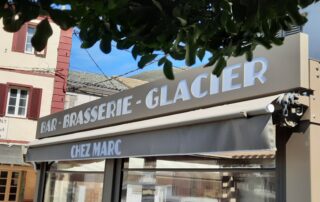 BAR - BRASSERIE - GLACIER
CHEZ MARC